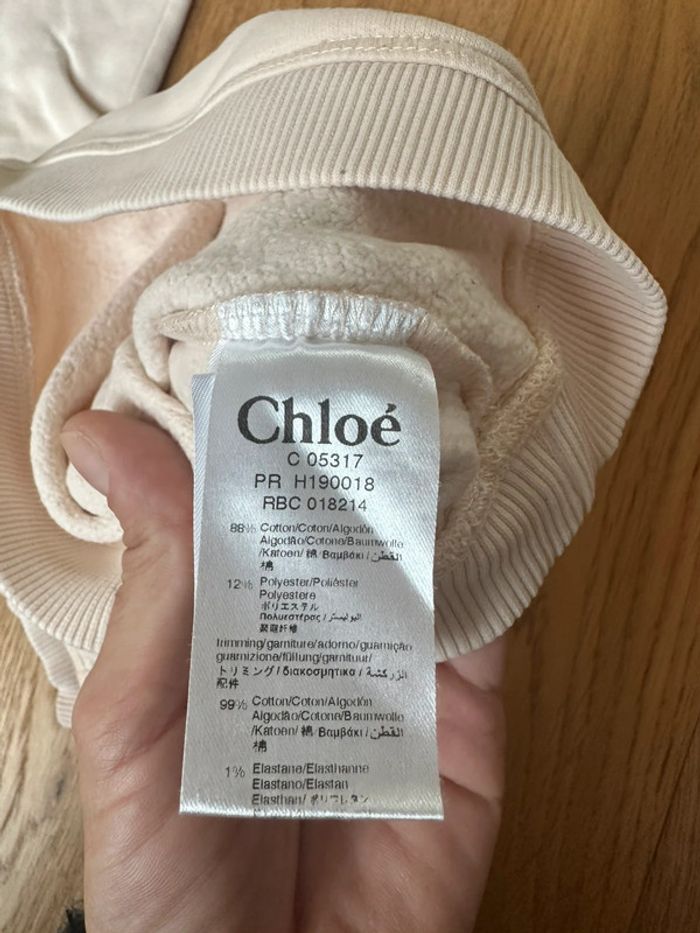 Chloé
C 05317
PR H190018
RBC 018214
88% Cotton/Coton/Algodón
Algodão/Cotone/Baumwolle
/Katoen/ 綿 /Βαμβάκι / القطن /
棉
12% Polyester/Poliéster
Polyestere
ポリエステル
Πολυεστέρας / البوليستر /
聚酯纤维
trimming/garniture/adorno/guarnição
guarnizione/füllung/garnituur/
トリミング / διακοσμητικο / الزركشة /
配件
99% Cotton/Coton/Algodón
Algodão/Cotone/Baumwolle
/Katoen/ 綿 /Βαμβάκι / القطن /
棉
1% Elastane/Elasthanne
Elastano/Elastan
Elasthan/ ポリウレタン